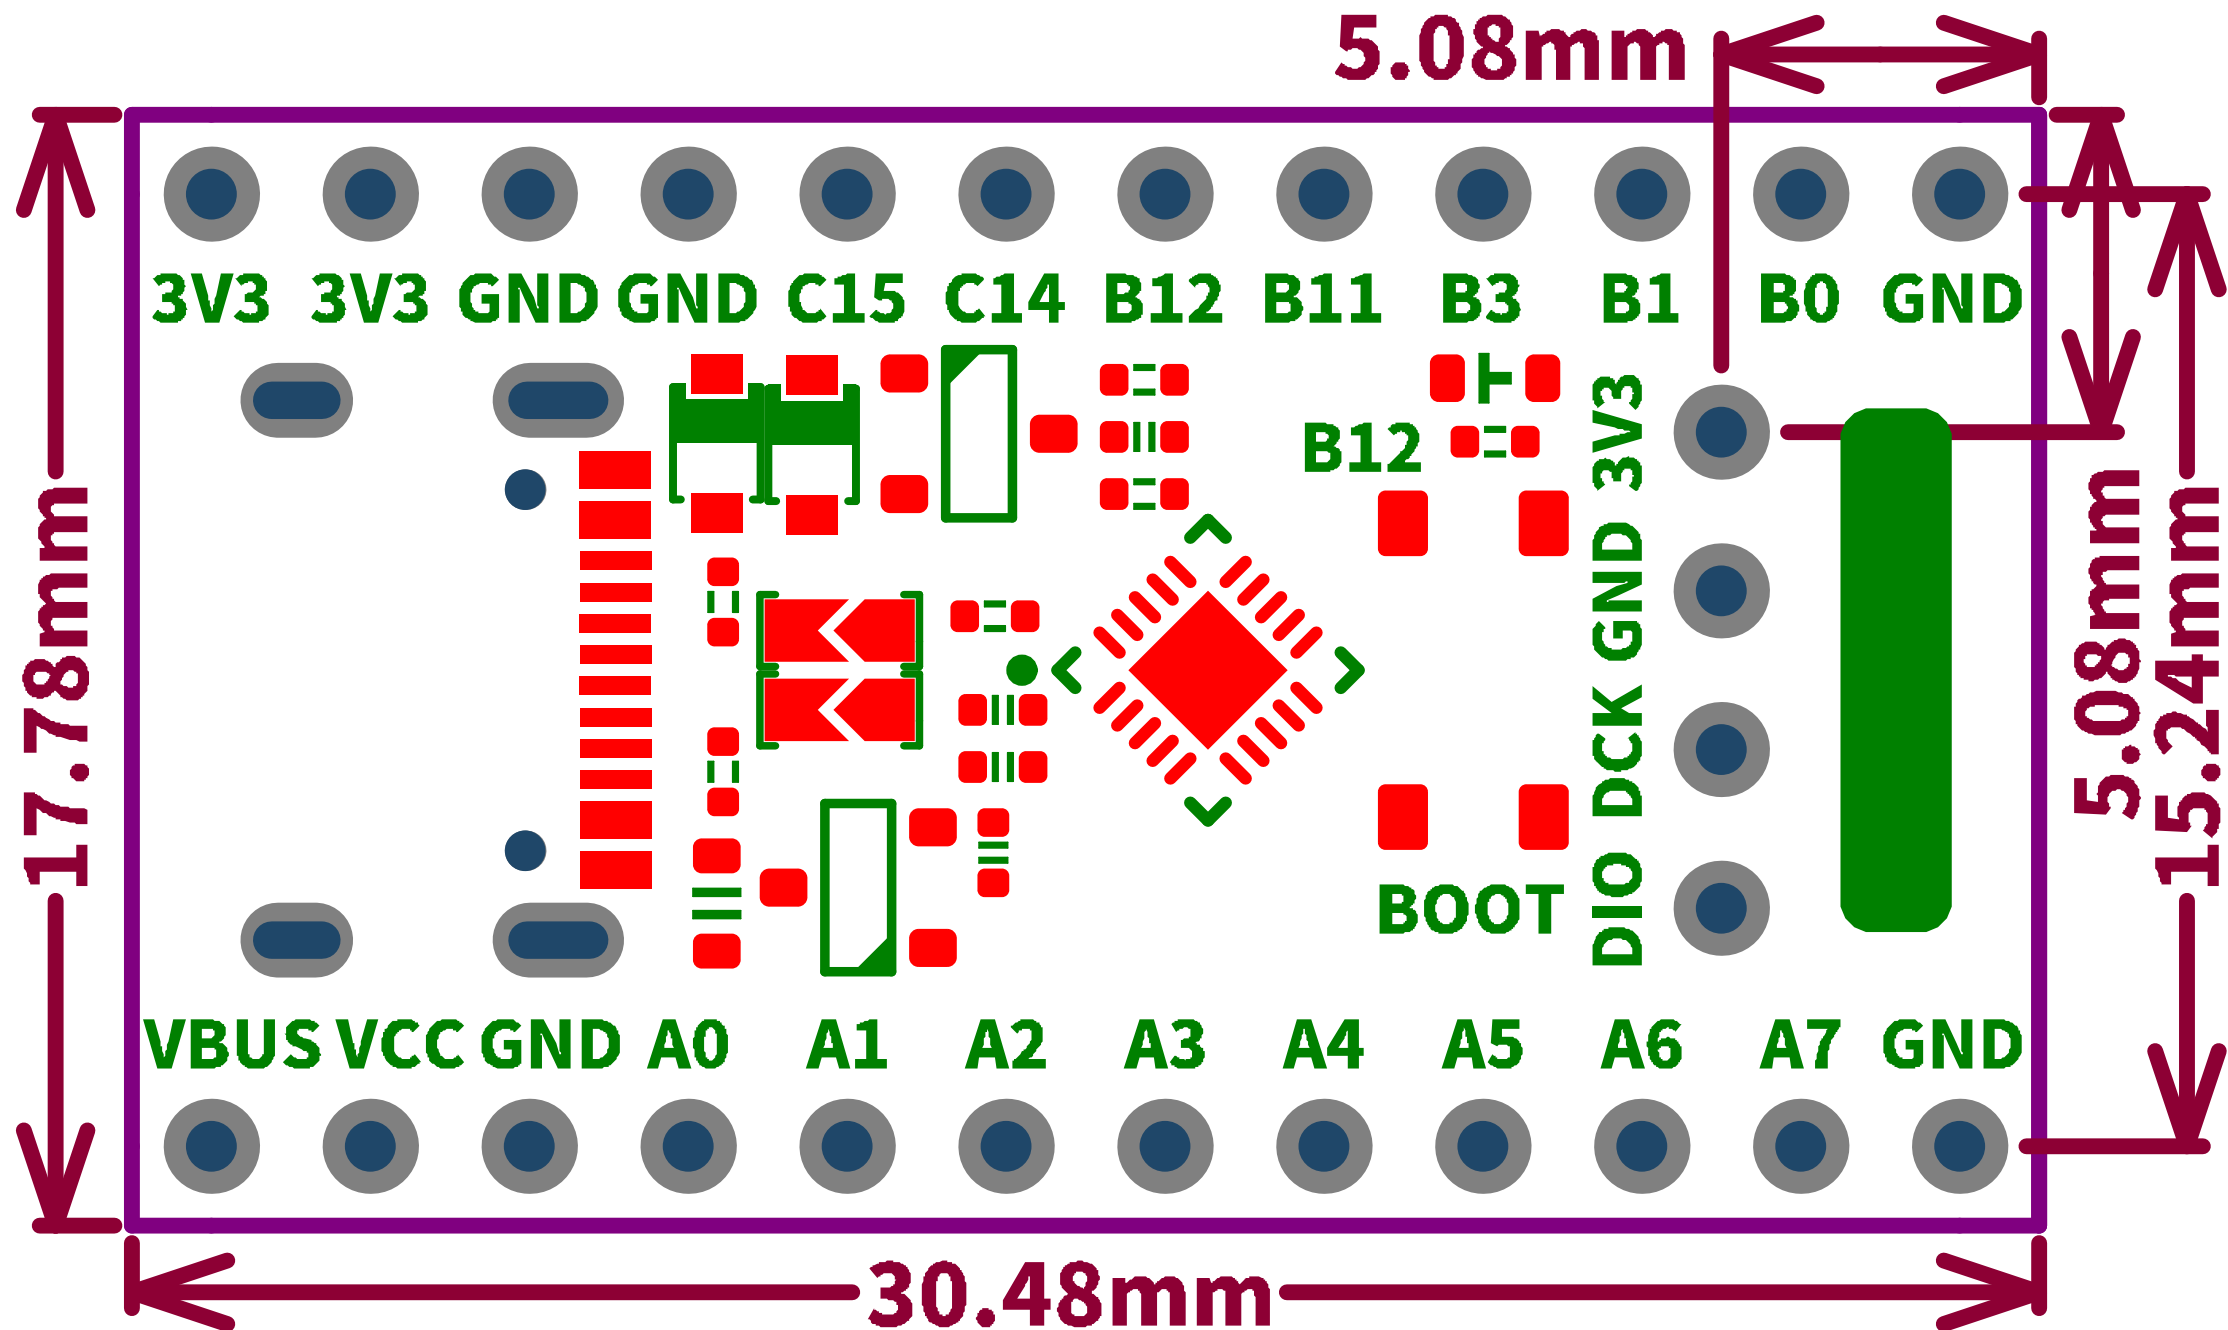 5.08mm
3V3 3V3 GND GND C15 C14 B12 B11 B3 B1 B0 GND
B12
BOOT
DIO DCK GND 3V3
17.78mm
5.08mm
15.24mm
VBUS VCC GND A0 A1 A2 A3 A4 A5 A6 A7 GND
30.48mm